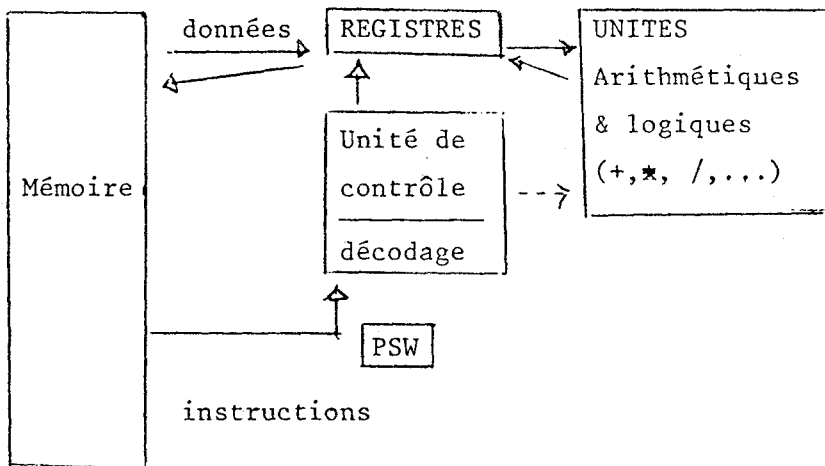 données
REGISTRES
UNITES
Arithmétiques
& logiques
(+,*, /,...)
Unité de
contrôle
décodage
Mémoire
PSW
instructions